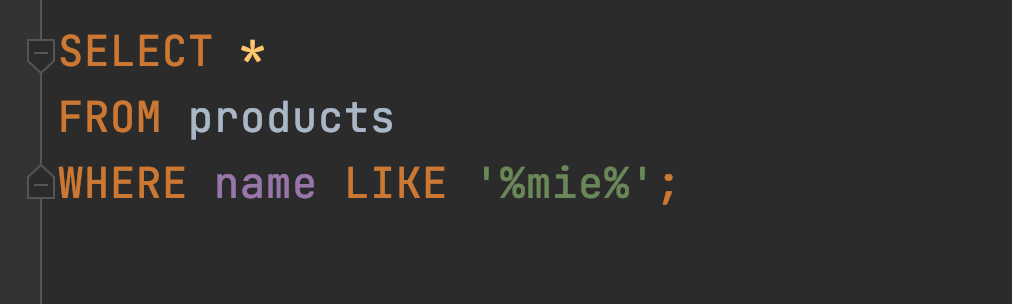 SELECT *
FROM products
WHERE name LIKE '%mie%';